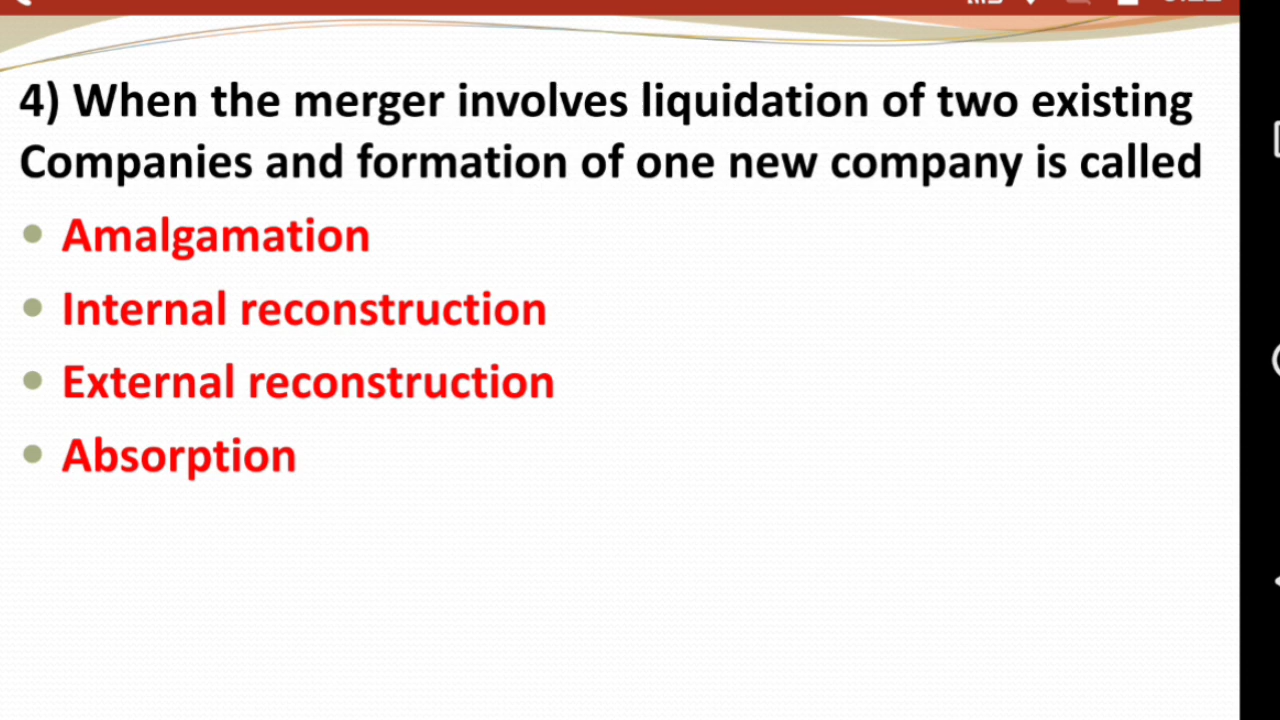 4) When the merger involves liquidation of two existing
Companies and formation of one new company is called
• Amalgamation
• Internal reconstruction
• External reconstruction
• Absorption